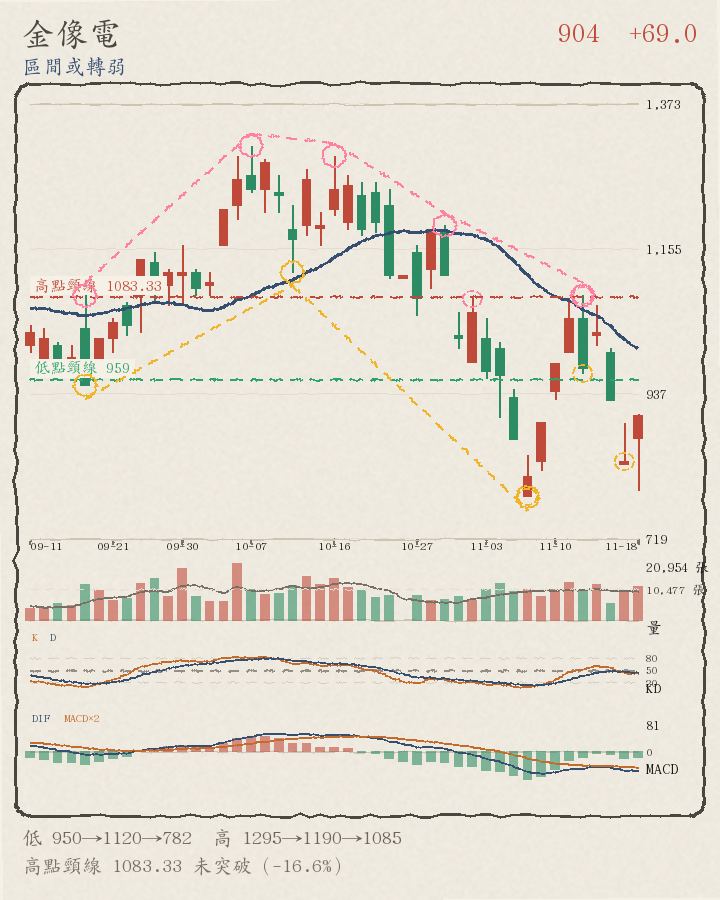 金像電
904 +69.0
區間或轉弱
1,373
1,155
高點頸線 1083.33
低點頸線 959
937
719
09-11 09-21 09-30 10-07 10-16 10-27 11-03 11-10 11-18
20,954 張
10,477 張
量
K D
80
50
20
KD
DIF MACD×2
81
0
MACD
低 950→1120→782 高 1295→1190→1085
高點頸線 1083.33 未突破 (-16.6%)